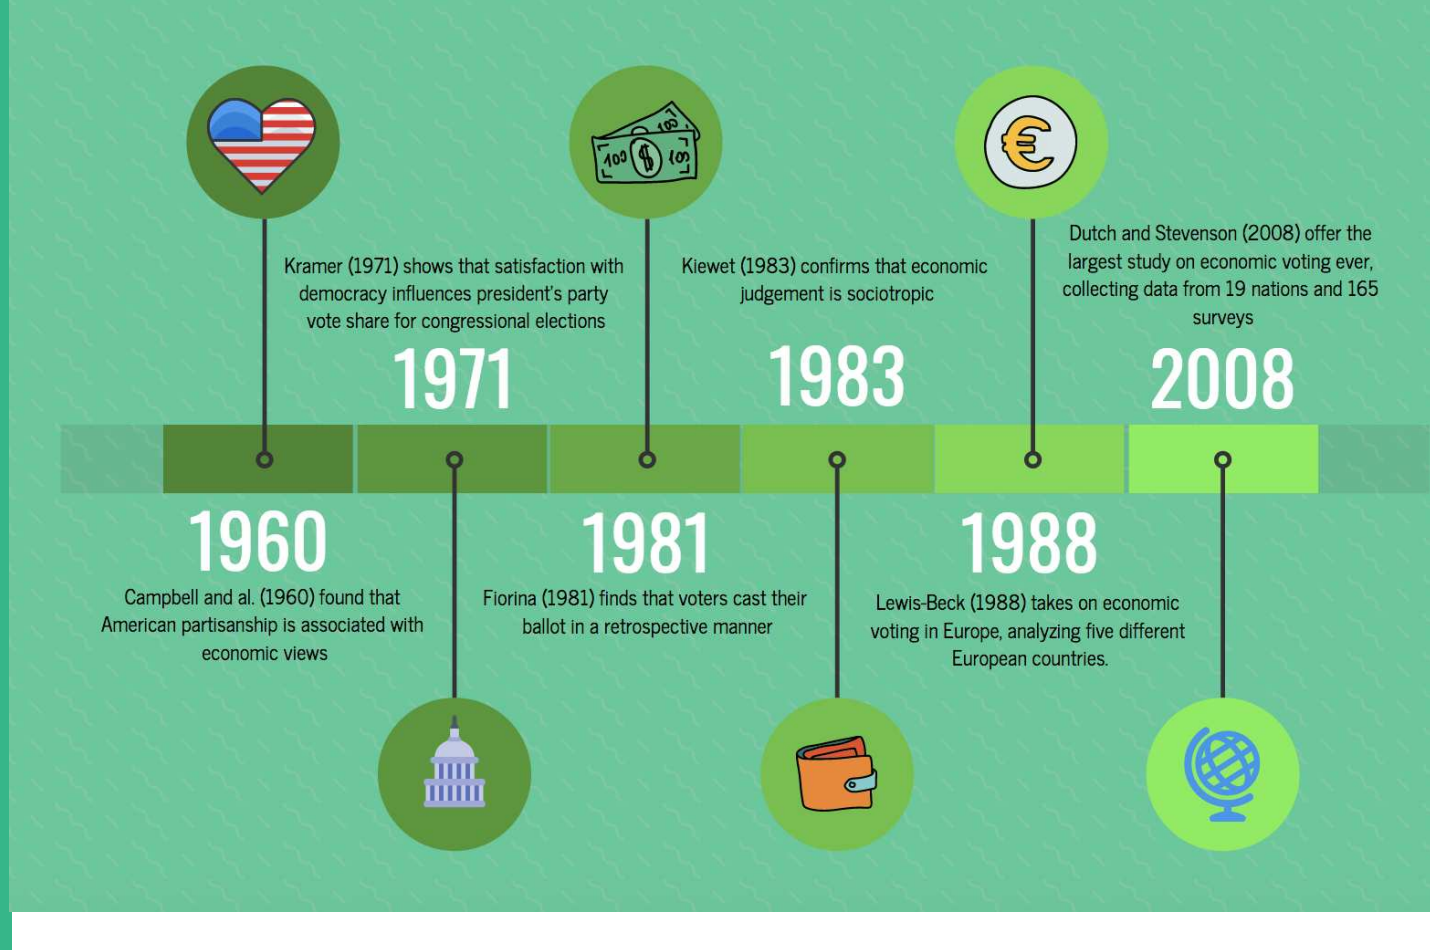 Kramer (1971) shows that satisfaction with
democracy influences president's party
vote share for congressional elections
1971
Kiewet (1983) confirms that economic
judgement is sociotropic
1983
Dutch and Stevenson (2008) offer the
largest study on economic voting ever,
collecting data from 19 nations and 165
surveys
2008
1960
Campbell and al. (1960) found that
American partisanship is associated with
economic views
1981
Fiorina (1981) finds that voters cast their
ballot in a retrospective manner
1988
Lewis-Beck (1988) takes on economic
voting in Europe, analyzing five different
European countries.
100
100 $ 100
€